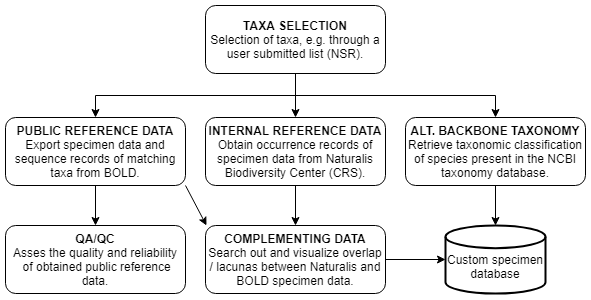 TAXA SELECTION
Selection of taxa, e.g. through a
user submitted list (NSR).
PUBLIC REFERENCE DATA
Export specimen data and
sequence records of matching
taxa from BOLD.
INTERNAL REFERENCE DATA
Obtain occurrence records of
specimen data from Naturalis
Biodiversity Center (CRS).
ALT. BACKBONE TAXONOMY
Retrieve taxonomic classification
of species present in the NCBI
taxonomy database.
QA/QC
Asses the quality and reliability
of obtained public reference
data.
COMPLEMENTING DATA
Search out and visualize overlap
/ lacunas between Naturalis and
BOLD specimen data.
Custom specimen
database